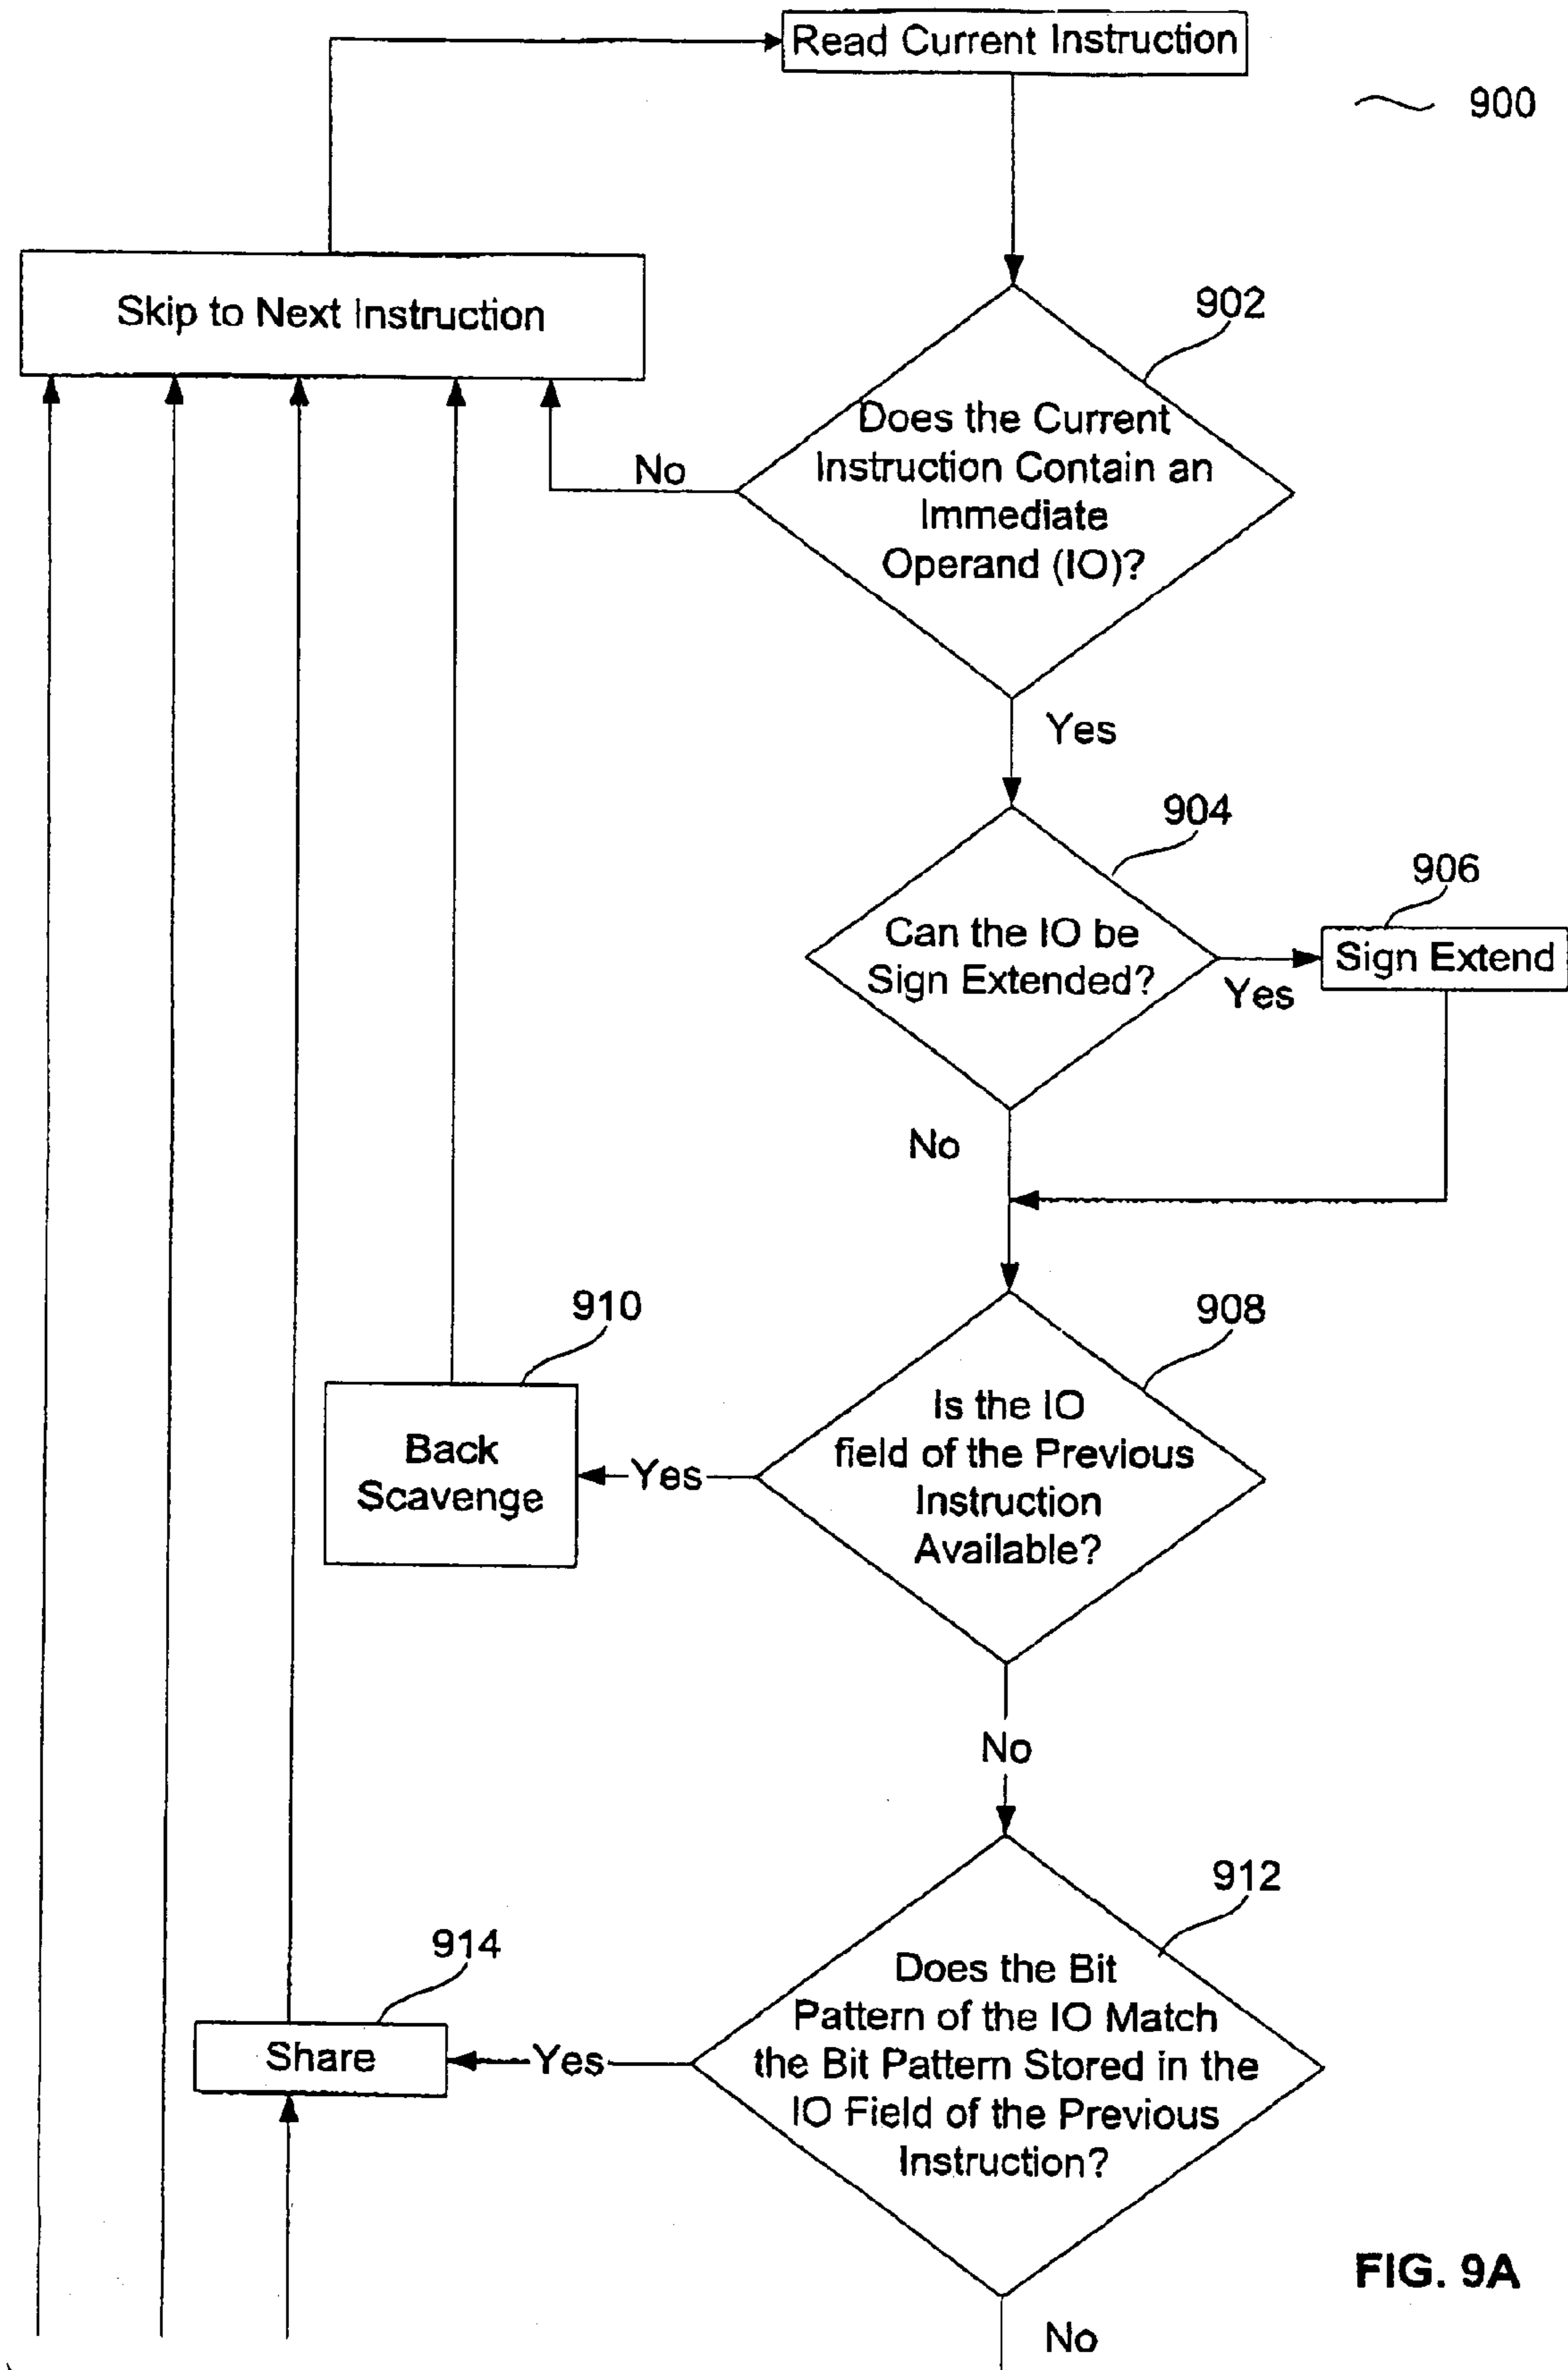 Read Current Instruction
900
Skip to Next Instruction
902
Does the Current
Instruction Contain an
Immediate
Operand (IO)?
No
Yes
904
Can the IO be
Sign Extended?
Yes
906
Sign Extend
No
910
Back
Scavenge
Yes
908
Is the IO
field of the Previous
Instruction
Available?
No
912
914
Share
Yes
Does the Bit
Pattern of the IO Match
the Bit Pattern Stored in the
IO Field of the Previous
Instruction?
FIG. 9A
No